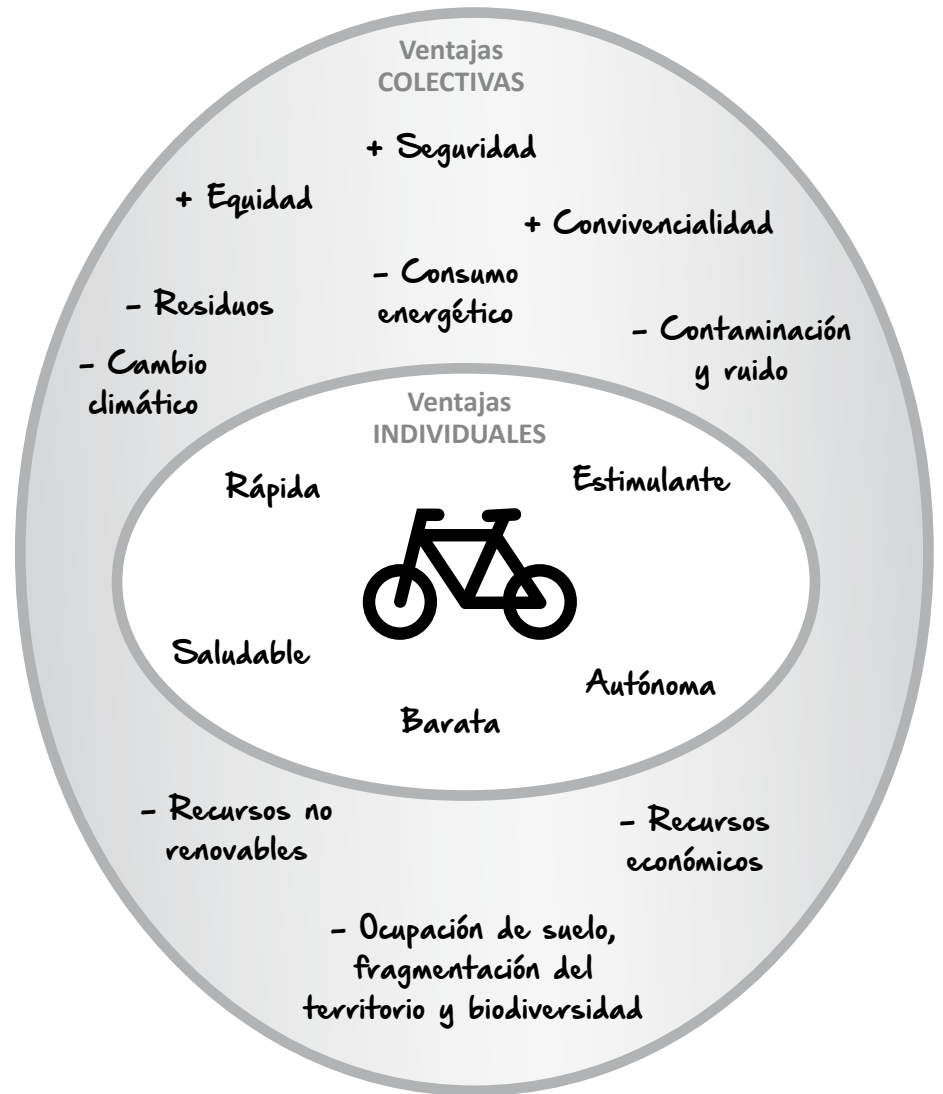 Ventajas
COLECTIVAS
+ Seguridad
+ Equidad
+ Convivencialidad
- Consumo
energético
- Residuos
- Contaminación
y ruido
- Cambio
climático
Ventajas
INDIVIDUALES
Rápida
Estimulante
Saludable
Autónoma
Barata
- Recursos no
renovables
- Recursos
económicos
- Ocupación de suelo,
fragmentación del
territorio y biodiversidad